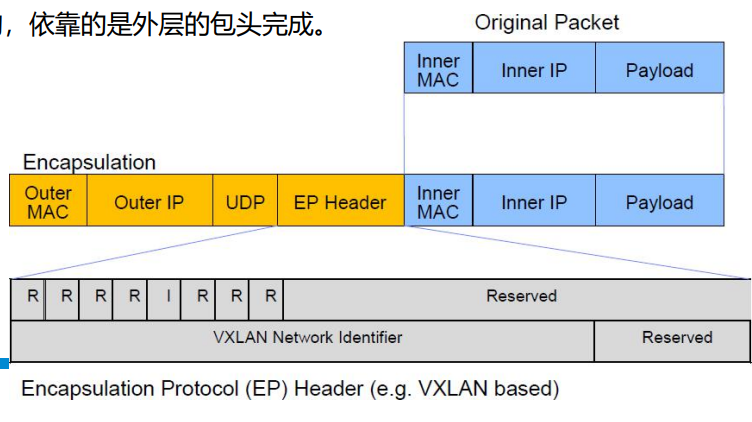 ，依靠的是外层的包头完成。
Original Packet
Inner MAC Inner IP Payload
Encapsulation
Outer MAC Outer IP UDP EP Header Inner MAC Inner IP Payload
R R R R I R R R Reserved
VXLAN Network Identifier Reserved
Encapsulation Protocol (EP) Header (e.g. VXLAN based)